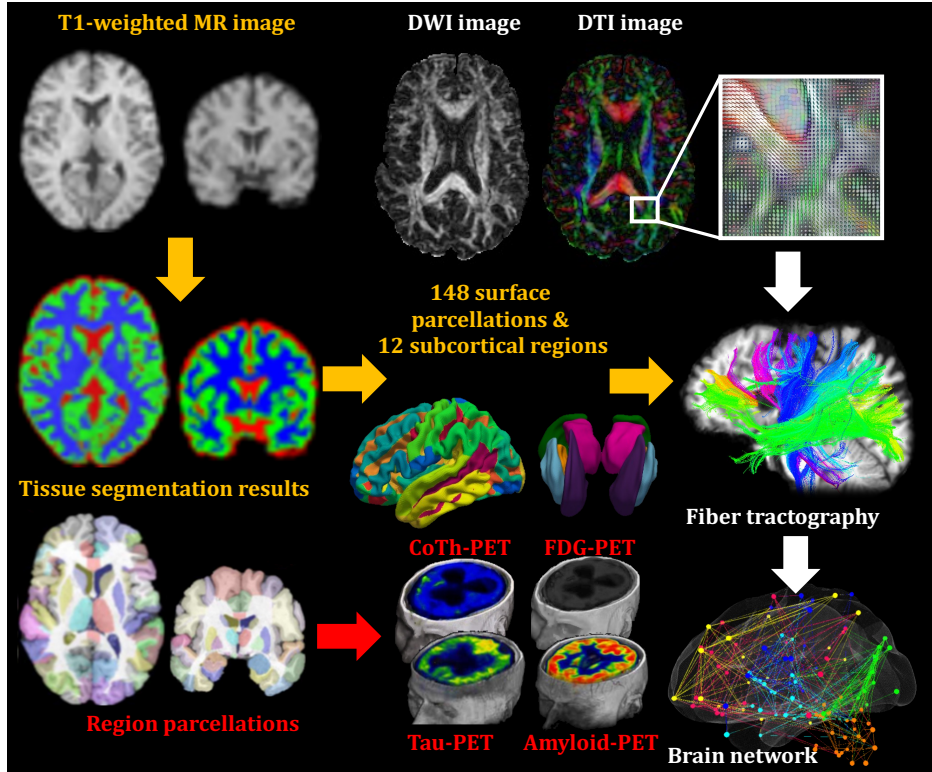 T1-weighted MR image
DWI image
DTI image
148 surface
parcellations &
12 subcortical regions
Tissue segmentation results
Fiber tractography
CoTh-PET
FDG-PET
Region parcellations
Tau-PET
Amyloid-PET
Brain network